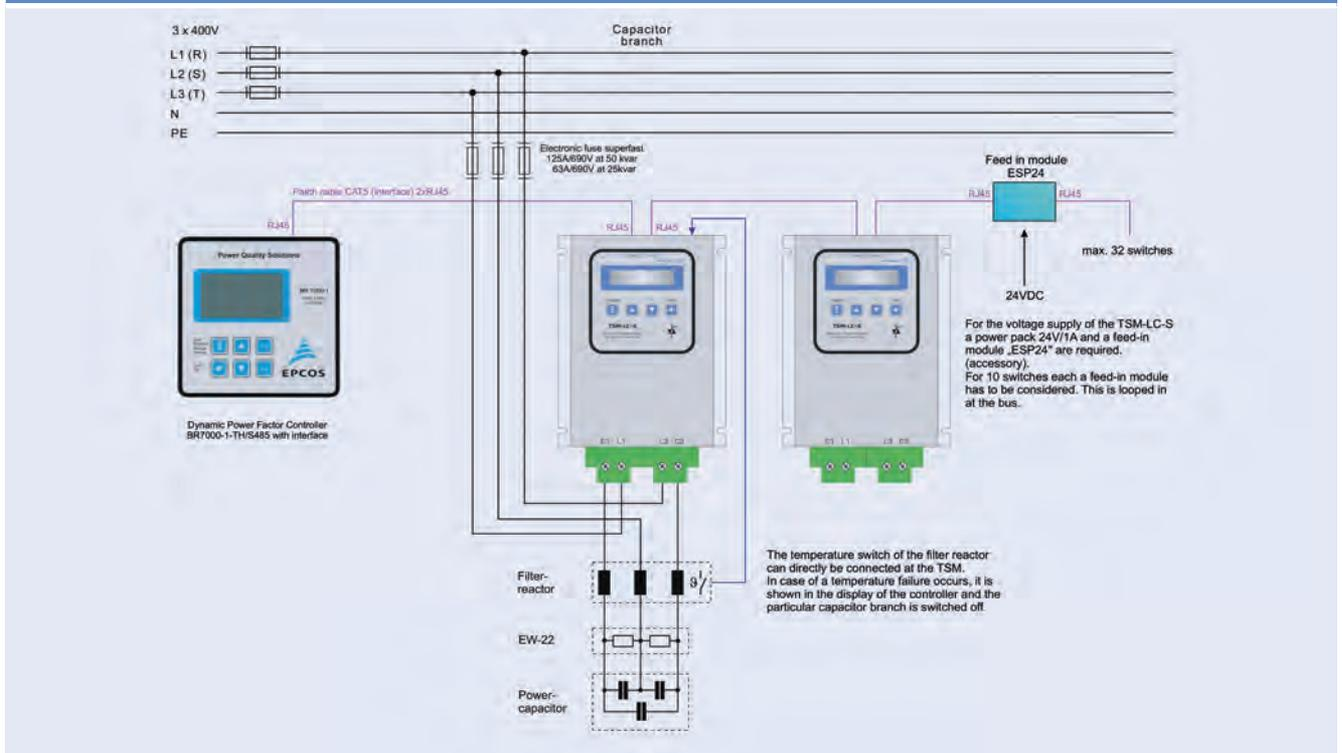 3 x 400V
Capacitor
branch
L1 (R)
L2 (S)
L3 (T)
N
PE
Electronic fuse superfast
125A/690V at 50 kvar
63A/690V at 25kvar
Feed in module
ESP24
Patch cable CAT5 (interface) 2xRJ45
RJ45
RJ45
RJ45
RJ45
RJ45
max. 32 switches
24VDC
Power Quality Solutions
BR 7000-I
EPCOS
TSM-LC-S
TSM-LC-S
For the voltage supply of the TSM-LC-S
a power pack 24V/1A and a feed-in
module „ESP24" are required.
(accessory).
For 10 switches each a feed-in module
has to be considered. This is looped in
at the bus.
Dynamic Power Factor Controller
BR7000-1-TH/S485 with interface
C1 L1
L3 C3
The temperature switch of the filter reactor
can directly be connected at the TSM.
In case of a temperature failure occurs, it is
shown in the display of the controller and the
particular capacitor branch is switched off
Filter-
reactor
EW-22
Power-
capacitor